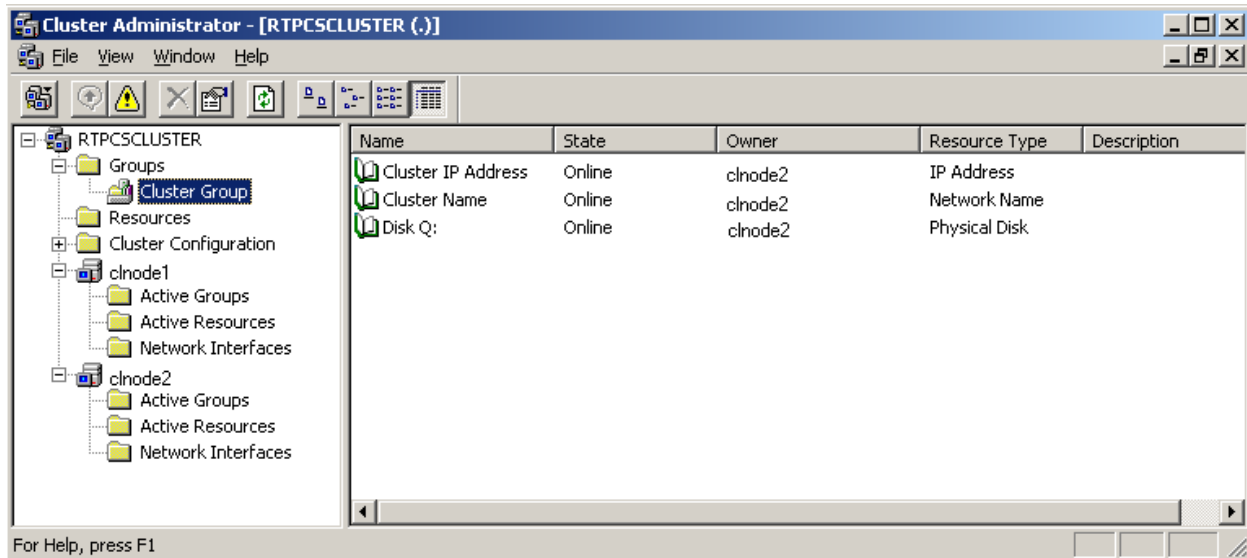 Cluster Administrator - [RTPCSCLUSTER (.)]
File View Window Help
RTPCSCLUSTER
Groups
Cluster Group
Resources
Cluster Configuration
clnode1
Active Groups
Active Resources
Network Interfaces
clnode2
Active Groups
Active Resources
Network Interfaces
Name State Owner Resource Type Description
Cluster IP Address Online clnode2 IP Address
Cluster Name Online clnode2 Network Name
Disk Q: Online clnode2 Physical Disk
For Help, press F1